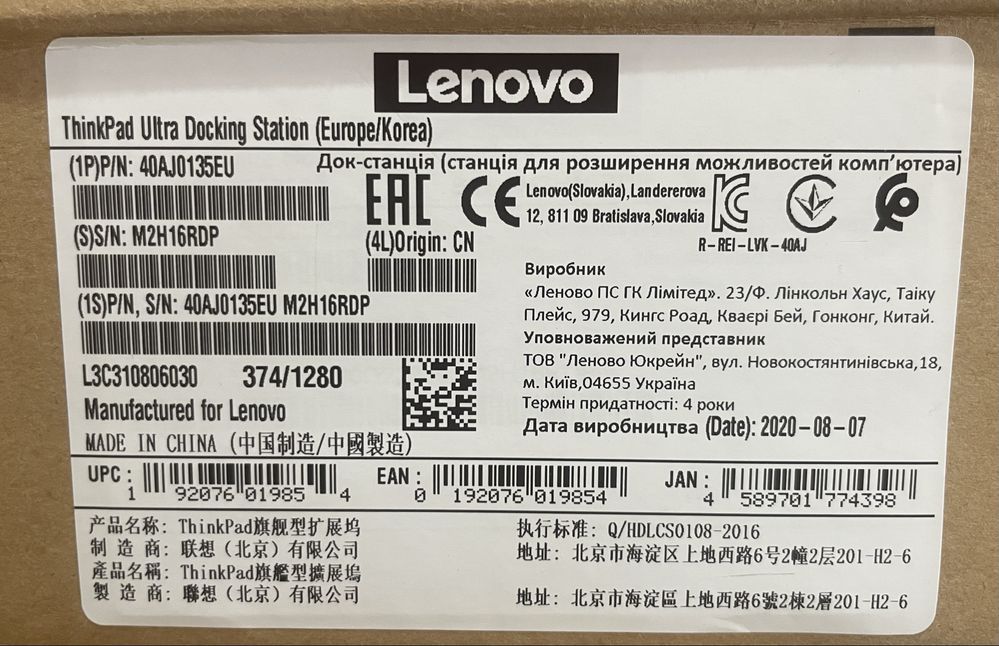 Lenovo
ThinkPad Ultra Docking Station (Europe/Korea)
(1P)P/N: 40AJ0135EU
Док-станція (станція для розширення можливостей комп'ютера)
EAC CE
Lenovo(Slovakia),Landererova
12, 811 09 Bratislava,Slovakia
R-REI-LVK-40AJ
(S)S/N: M2H16RDP
(4L)Origin: CN
(1S)P/N, S/N: 40AJ0135EU M2H16RDP
Виробник
«Леново ПС ГК Лімітед». 23/Ф. Лінкольн Хаус, Таіку
Плейс, 979, Кингс Роад, Кваєрі Бей, Гонконг, Китай.
Уповноважений представник
ТОВ "Леново Юкрейн", вул. Новокостянтинівська,18,
м. Київ,04655 Україна
Термін придатності: 4 роки
Дата виробництва (Date): 2020-08-07
L3C310806030 374/1280
Manufactured for Lenovo
MADE IN CHINA (中国制造/中國製造)
UPC: 1 92076 01985 4
EAN: 0 192076 019854
JAN: 4 589701 774398
产品名称: ThinkPad旗舰型扩展坞
制 造 商: 联想（北京）有限公司
產品名稱: ThinkPad旗艦型擴展塢
製 造 商: 聯想（北京）有限公司
执行标准: Q/HDLCS0108-2016
地址: 北京市海淀区上地西路6号2幢2层201-H2-6
地址: 北京市海淀區上地西路6號2棟2層201-H2-6